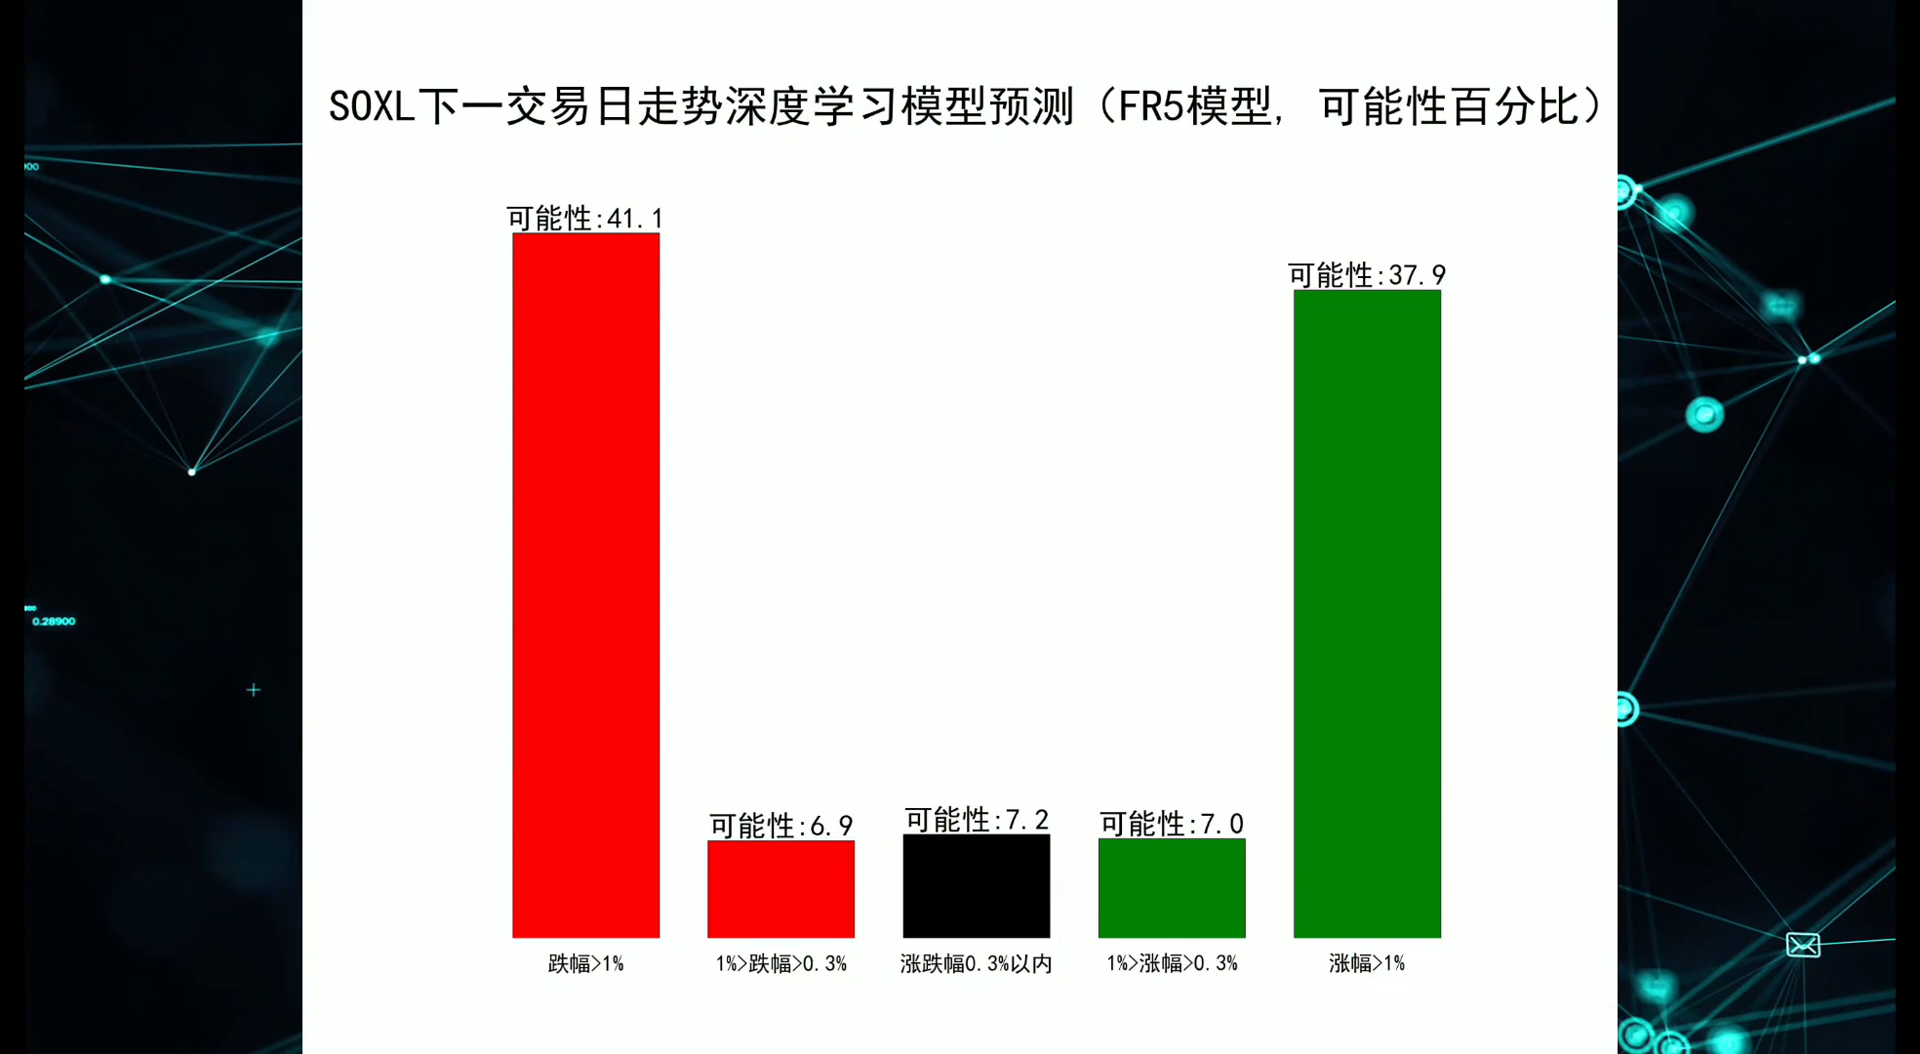 SOXL下一交易日走势深度学习模型预测（FR5模型, 可能性百分比）
可能性:41.1
可能性:37.9
可能性:6.9
可能性:7.2
可能性:7.0
跌幅>1%
1%>跌幅>0.3%
涨跌幅0.3%以内
1%>涨幅>0.3%
涨幅>1%
0.28900